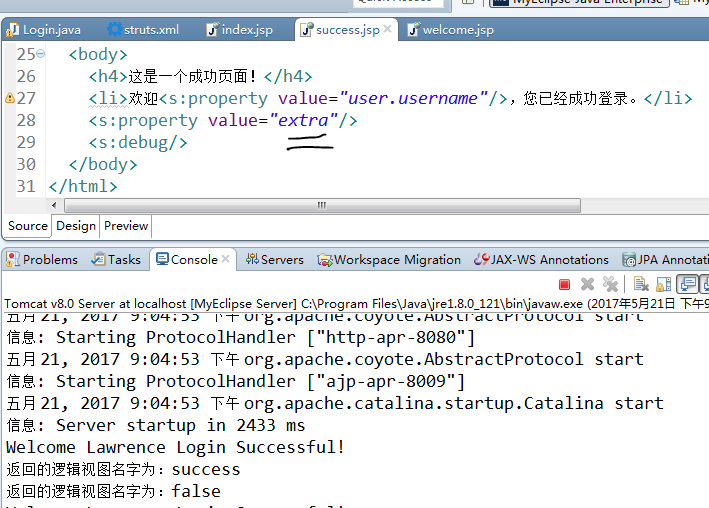 MyEclipse Java Enterprise
Login.java struts.xml index.jsp success.jsp welcome.jsp
25 <body>
26 <h4>这是一个成功页面！</h4>
27 <li>欢迎<s:property value="user.username"/>，您已经成功登录。</li>
28 <s:property value="extra"/>
29 <s:debug/>
30 </body>
31 </html>
Source Design Preview
Problems Tasks Console Servers Workspace Migration JAX-WS Annotations JPA Annotati
Tomcat v8.0 Server at localhost [MyEclipse Server] C:\Program Files\Java\jre1.8.0_121\bin\javaw.exe (2017年5月21日 下午9
五月 21, 2017 9:04:53 下午 org.apache.coyote.AbstractProtocol start
信息: Starting ProtocolHandler ["http-apr-8080"]
五月 21, 2017 9:04:53 下午 org.apache.coyote.AbstractProtocol start
信息: Starting ProtocolHandler ["ajp-apr-8009"]
五月 21, 2017 9:04:53 下午 org.apache.catalina.startup.Catalina start
信息: Server startup in 2433 ms
Welcome Lawrence Login Successful!
返回的逻辑视图名字为：success
返回的逻辑视图名字为：false